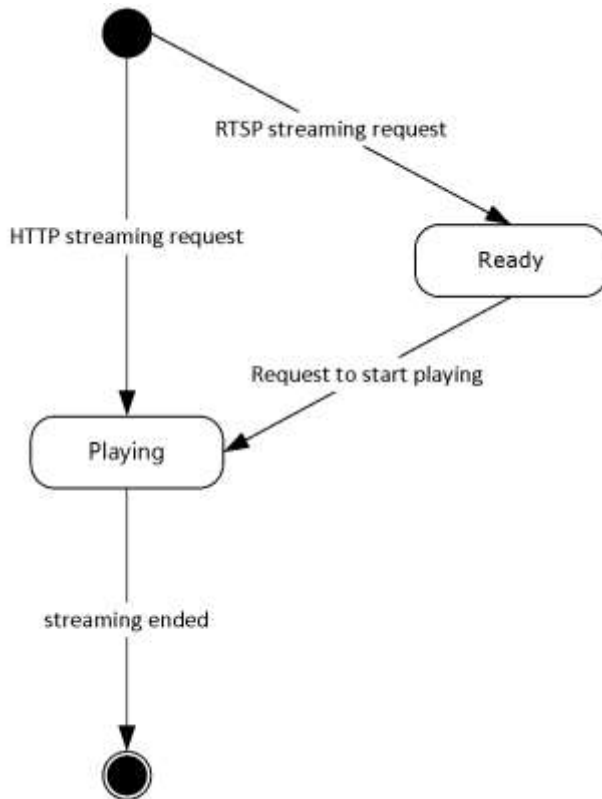 RTSP streaming request
HTTP streaming request
Ready
Request to start playing
Playing
streaming ended